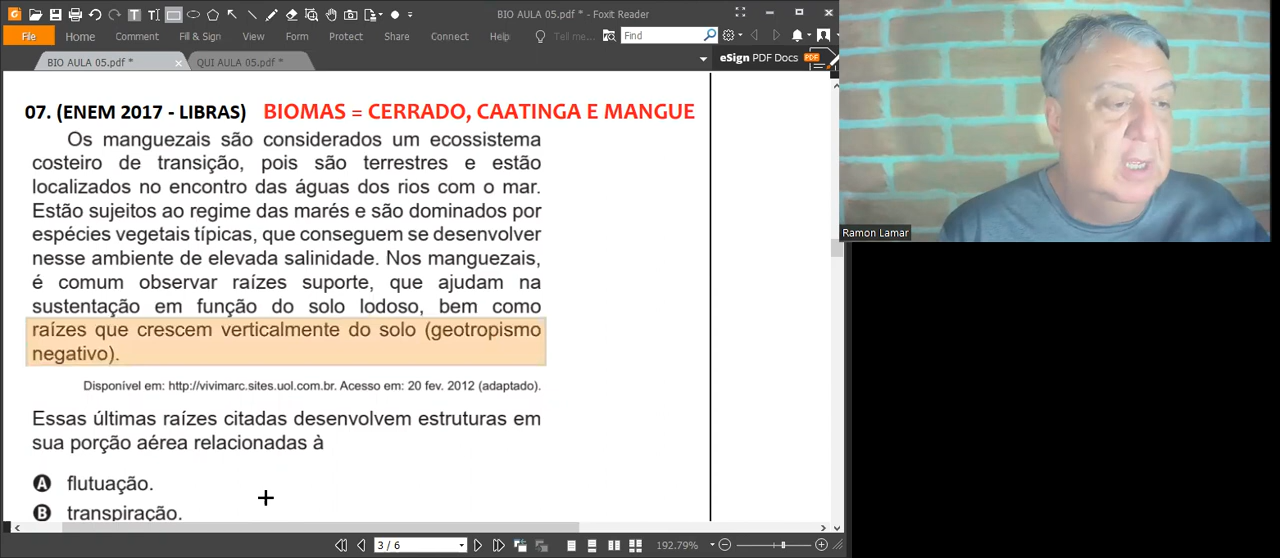 BIO AULA 05.pdf * - Foxit Reader
File Home Comment Fill & Sign View Form Protect Share Connect Help Tell me... Find
BIO AULA 05.pdf * QUI AULA 05.pdf * eSign PDF Docs PDF
07. (ENEM 2017 - LIBRAS) BIOMAS = CERRADO, CAATINGA E MANGUE
Os manguezais são considerados um ecossistema
costeiro de transição, pois são terrestres e estão
localizados no encontro das águas dos rios com o mar.
Estão sujeitos ao regime das marés e são dominados por
espécies vegetais típicas, que conseguem se desenvolver
nesse ambiente de elevada salinidade. Nos manguezais,
é comum observar raízes suporte, que ajudam na
sustentação em função do solo lodoso, bem como
raízes que crescem verticalmente do solo (geotropismo
negativo).
Disponível em: http://vivimarc.sites.uol.com.br. Acesso em: 20 fev. 2012 (adaptado).
Essas últimas raízes citadas desenvolvem estruturas em
sua porção aérea relacionadas à
A flutuação.
B transpiração.
3 / 6 192.79%
Ramon Lamar